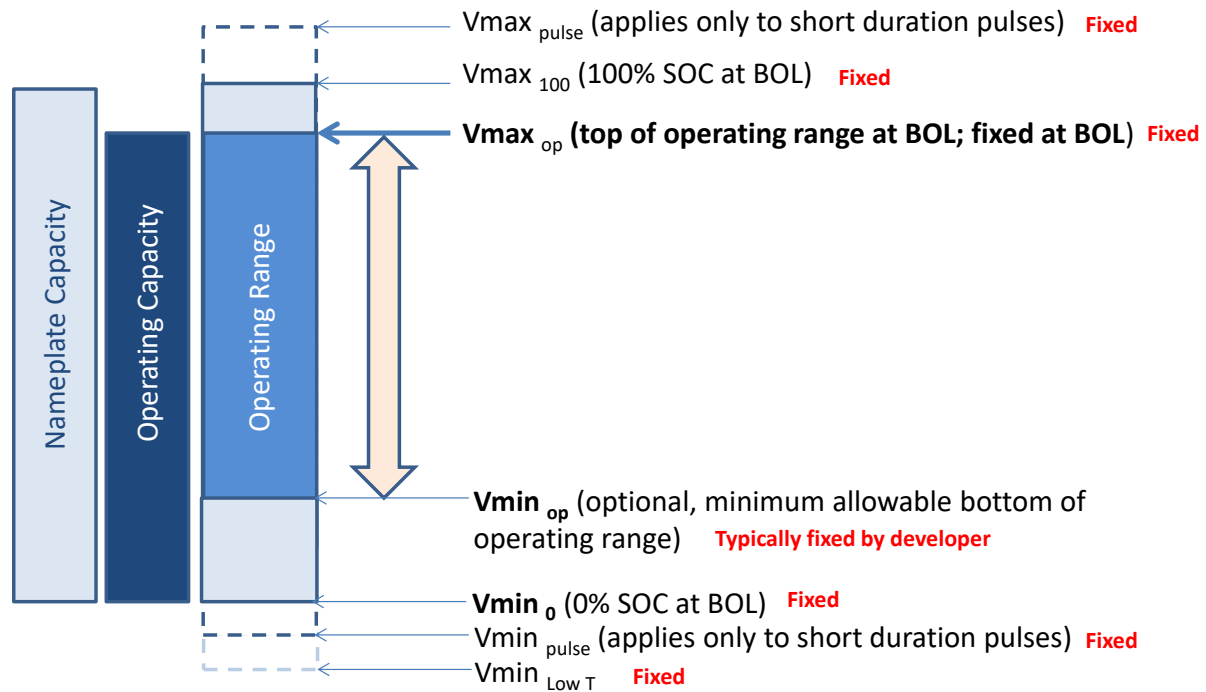 Vmax pulse (applies only to short duration pulses) Fixed
Vmax 100 (100% SOC at BOL) Fixed
Vmax op (top of operating range at BOL; fixed at BOL) Fixed
Nameplate Capacity
Operating Capacity
Operating Range
Vmin op (optional, minimum allowable bottom of
operating range) Typically fixed by developer
Vmin 0 (0% SOC at BOL) Fixed
Vmin pulse (applies only to short duration pulses) Fixed
Vmin Low T Fixed